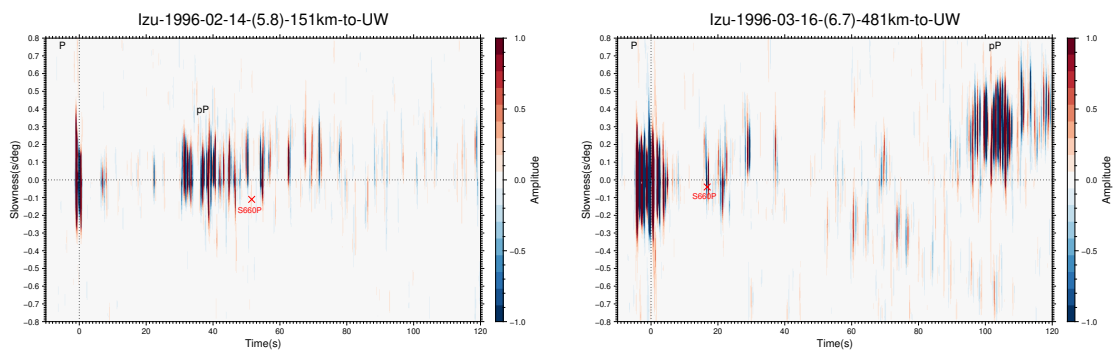 Izu-1996-02-14-(5.8)-151km-to-UW
P
pP
S660P
0.8
0.7
0.6
0.5
0.4
0.3
0.2
0.1
0.0
−0.1
−0.2
−0.3
−0.4
−0.5
−0.6
−0.7
−0.8
Slowness(s/deg)
0 20 40 60 80 100 120
Time(s)
1.0
0.5
0.0
−0.5
−1.0
Amplitude
Izu-1996-03-16-(6.7)-481km-to-UW
P
pP
S660P
0.8
0.7
0.6
0.5
0.4
0.3
0.2
0.1
0.0
−0.1
−0.2
−0.3
−0.4
−0.5
−0.6
−0.7
−0.8
Slowness(s/deg)
0 20 40 60 80 100 120
Time(s)
1.0
0.5
0.0
−0.5
−1.0
Amplitude